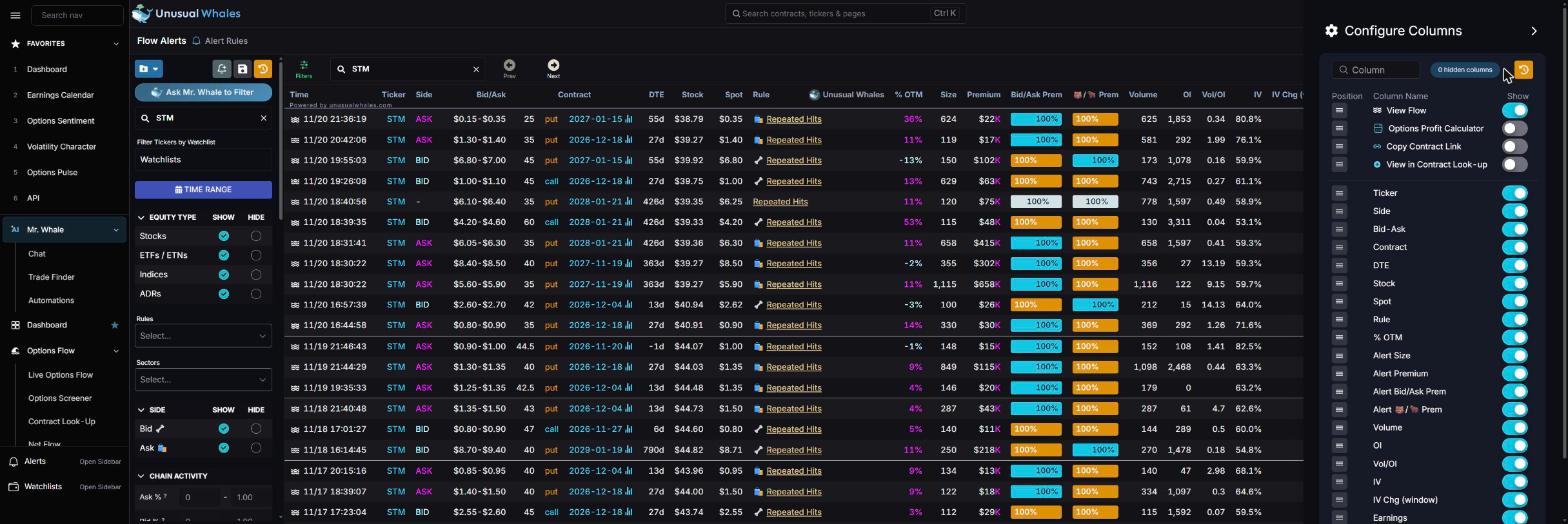 Search nav
Unusual Whales
Search contracts, tickers & pages
Ctrl K
FAVORITES
1 Dashboard
2 Earnings Calendar
3 Options Sentiment
4 Volatility Character
5 Options Pulse
6 API
Mr. Whale
Chat
Trade Finder
Automations
Dashboard
Options Flow
Live Options Flow
Options Screener
Contract Look-Up
Net Flow
Alerts Open Sidebar
Watchlists Open Sidebar
Flow Alerts Alert Rules
Ask Mr. Whale to Filter
STM
Filter Tickers by Watchlist
Watchlists
TIME RANGE
EQUITY TYPE SHOW HIDE
Stocks
ETFs / ETNs
Indices
ADRs
Rules
Select...
Sectors
Select...
SIDE SHOW HIDE
Bid
Ask
CHAIN ACTIVITY
Ask % ? 0 - 1.00
Filters
STM
Prev
Next
Time Ticker Side Bid/Ask Contract DTE Stock Spot Rule Unusual Whales % OTM Size Premium Bid/Ask Prem / Prem Volume OI Vol/OI IV IV Chg (
Powered by unusualwhales.com
11/20 21:36:19 STM ASK $0.15-$0.35 25 put 2027-01-15 55d $38.79 $0.35 Repeated Hits 36% 624 $22K 100% 100% 625 1,853 0.34 80.8%
11/20 20:42:06 STM ASK $1.30-$1.40 35 put 2026-12-18 27d $39.27 $1.40 Repeated Hits 11% 119 $17K 100% 100% 581 292 1.99 76.1%
11/20 19:55:03 STM BID $6.80-$7.00 45 put 2027-01-15 55d $39.92 $6.80 Repeated Hits -13% 150 $102K 100% 100% 173 1,078 0.16 59.9%
11/20 19:26:08 STM BID $1.00-$1.10 45 call 2026-12-18 27d $39.75 $1.00 Repeated Hits 13% 629 $63K 100% 100% 743 2,715 0.27 61.1%
11/20 18:40:56 STM - $6.10-$6.40 35 put 2028-01-21 426d $39.35 $6.25 Repeated Hits 11% 120 $75K 100% 100% 778 1,597 0.49 58.9%
11/20 18:39:35 STM BID $4.20-$4.60 60 call 2028-01-21 426d $39.33 $4.20 Repeated Hits 53% 115 $48K 100% 100% 130 3,311 0.04 53.1%
11/20 18:31:41 STM ASK $6.05-$6.30 35 put 2028-01-21 426d $39.36 $6.30 Repeated Hits 11% 658 $415K 100% 100% 658 1,597 0.41 59.3%
11/20 18:30:22 STM ASK $8.40-$8.50 40 put 2027-11-19 363d $39.27 $8.50 Repeated Hits -2% 355 $302K 100% 100% 356 27 13.19 59.3%
11/20 18:30:22 STM ASK $5.60-$5.90 35 put 2027-11-19 363d $39.27 $5.90 Repeated Hits 11% 1,115 $658K 100% 100% 1,116 122 9.15 59.7%
11/20 16:57:39 STM BID $2.60-$2.70 42 put 2026-12-04 13d $40.94 $2.62 Repeated Hits -3% 100 $26K 100% 100% 212 15 14.13 64.0%
11/20 16:44:58 STM ASK $0.80-$0.90 35 put 2026-12-18 27d $40.91 $0.90 Repeated Hits 14% 330 $30K 100% 100% 369 292 1.26 71.6%
11/19 21:46:43 STM ASK $0.90-$1.00 44.5 put 2026-11-20 -1d $44.07 $1.00 Repeated Hits -1% 148 $15K 100% 100% 152 108 1.41 82.5%
11/19 21:44:29 STM ASK $1.30-$1.35 40 put 2026-12-18 27d $44.03 $1.35 Repeated Hits 9% 849 $115K 100% 100% 1,098 2,468 0.44 63.3%
11/19 19:35:33 STM ASK $1.25-$1.35 42.5 put 2026-12-04 13d $44.48 $1.35 Repeated Hits 4% 146 $20K 100% 100% 179 0 63.2%
11/18 21:40:48 STM ASK $1.35-$1.50 43 put 2026-12-04 13d $44.73 $1.50 Repeated Hits 4% 287 $43K 100% 100% 287 61 4.7 62.6%
11/18 17:01:27 STM BID $0.80-$0.90 47 call 2026-11-27 6d $44.60 $0.80 Repeated Hits 5% 140 $11K 100% 100% 144 289 0.5 60.0%
11/18 16:14:45 STM BID $8.70-$9.40 40 put 2029-01-19 790d $44.82 $8.71 Repeated Hits 11% 250 $218K 100% 100% 270 1,478 0.18 54.8%
11/17 20:15:16 STM ASK $0.85-$0.95 40 put 2026-12-04 13d $43.96 $0.95 Repeated Hits 9% 134 $13K 100% 100% 140 47 2.98 68.1%
11/17 18:39:07 STM ASK $1.40-$1.50 40 put 2026-12-18 27d $44.00 $1.50 Repeated Hits 9% 122 $18K 100% 100% 334 1,097 0.3 64.6%
11/17 17:23:04 STM BID $2.55-$2.60 45 call 2026-12-18 27d $43.74 $2.55 Repeated Hits 3% 112 $29K 100% 100% 115 1,592 0.07 59.5%
Configure Columns
Column
0 hidden columns
Position Column Name Show
View Flow
Options Profit Calculator
Copy Contract Link
View in Contract Look-up
Ticker
Side
Bid-Ask
Contract
DTE
Stock
Spot
Rule
% OTM
Alert Size
Alert Premium
Alert Bid/Ask Prem
Alert / Prem
Volume
OI
Vol/OI
IV
IV Chg (window)
Earnings